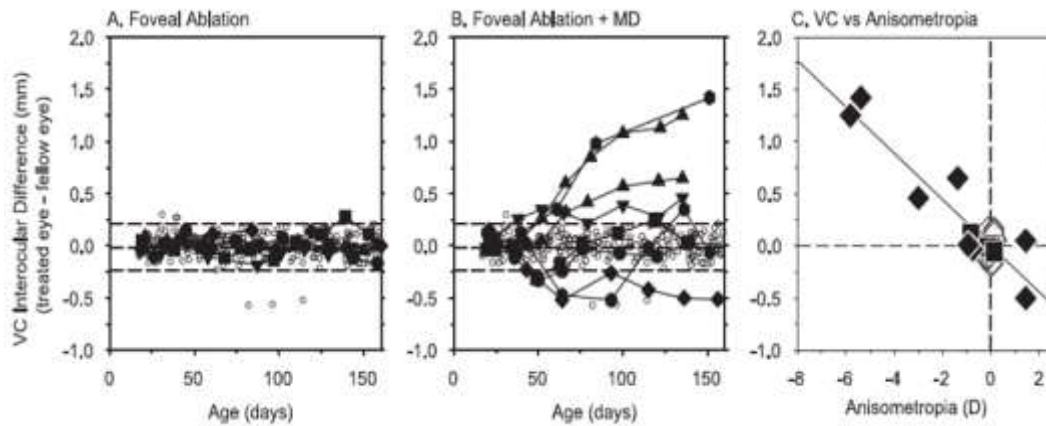 A, Foveal Ablation
B, Foveal Ablation + MD
C, VC vs Anisometropia
VC Interocular Difference (mm)
(treated eye - fellow eye)
2.0
1.5
1.0
0.5
0.0
-0.5
-1.0
0 50 100 150
Age (days)
2.0
1.5
1.0
0.5
0.0
-0.5
-1.0
0 50 100 150
Age (days)
2.0
1.5
1.0
0.5
0.0
-0.5
-1.0
-8 -6 -4 -2 0 2
Anisometropia (D)